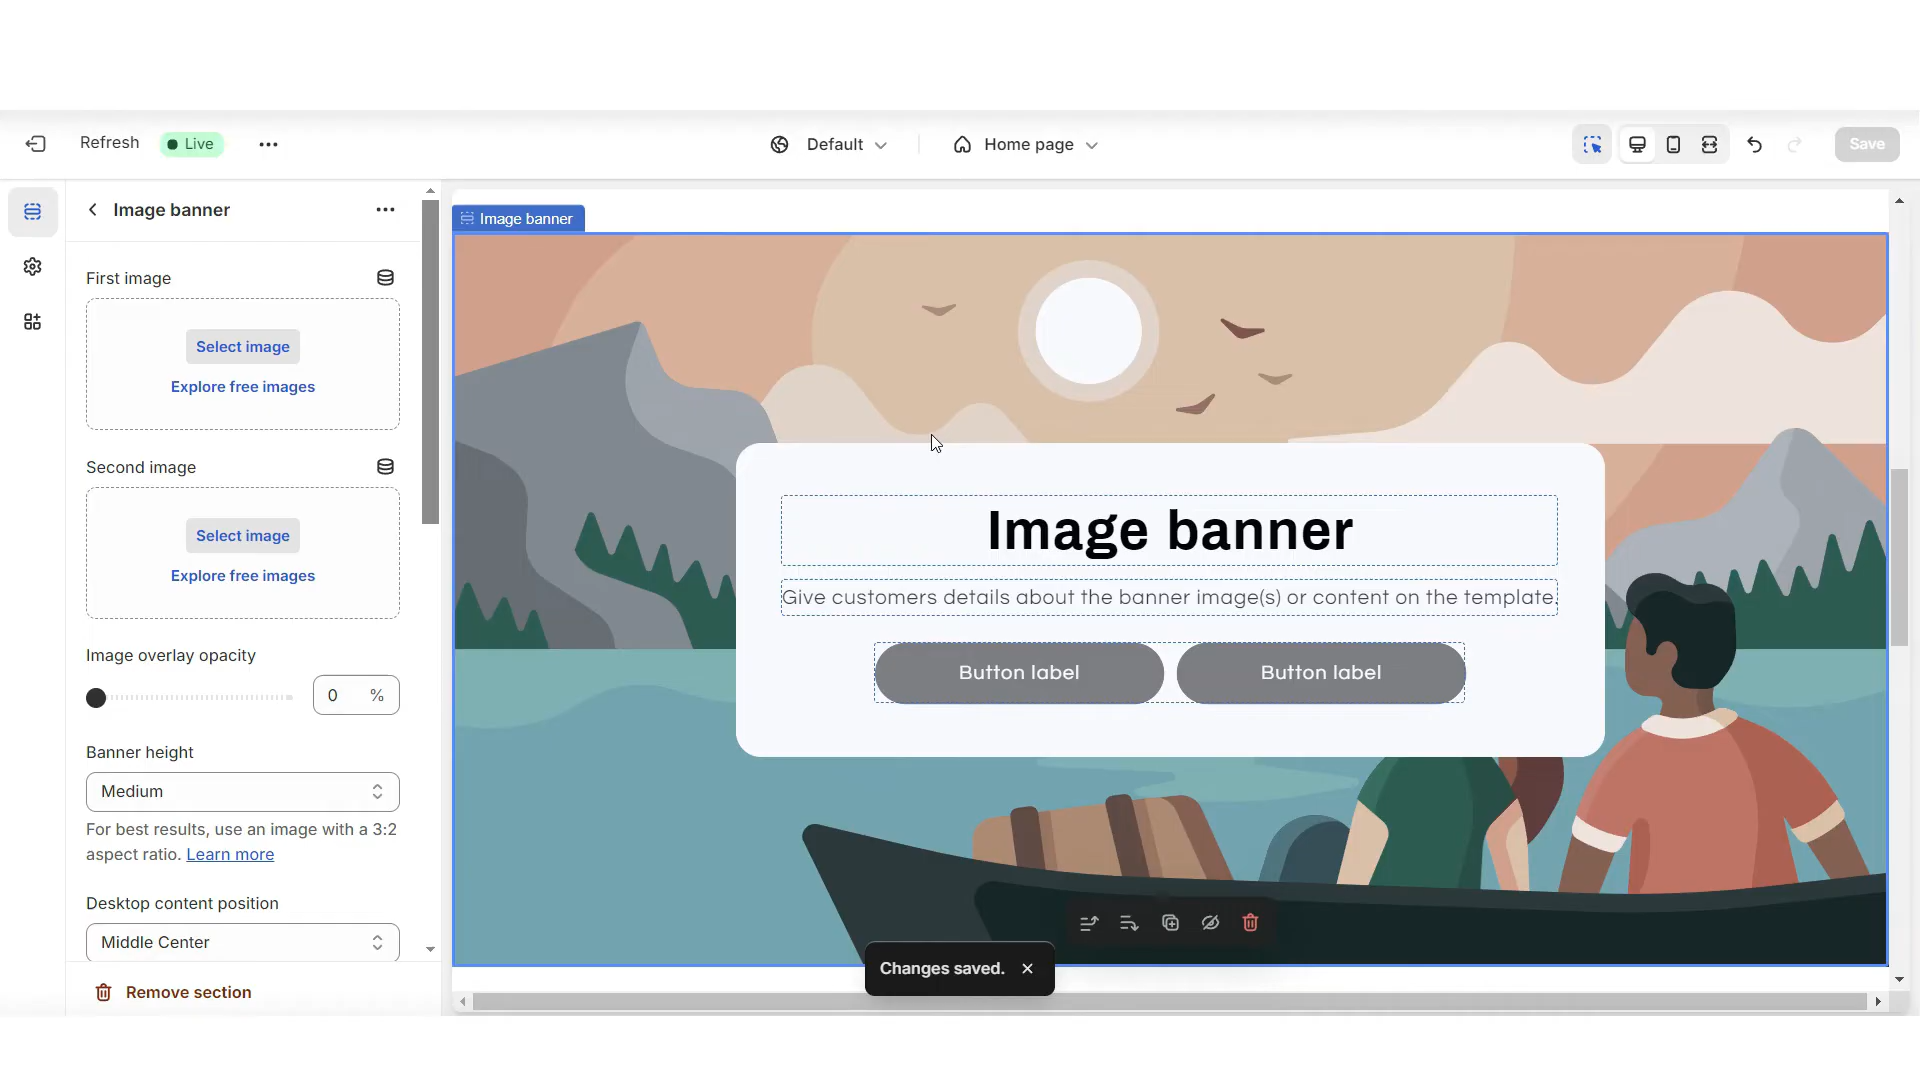 Refresh
Live
Default
Home page
Save
Image banner
First image
Select image
Explore free images
Second image
Select image
Explore free images
Image overlay opacity
0 %
Banner height
Medium
For best results, use an image with a 3:2
aspect ratio. Learn more
Desktop content position
Middle Center
Remove section
Image banner
Image banner
Give customers details about the banner image(s) or content on the template.
Button label
Button label
Changes saved.